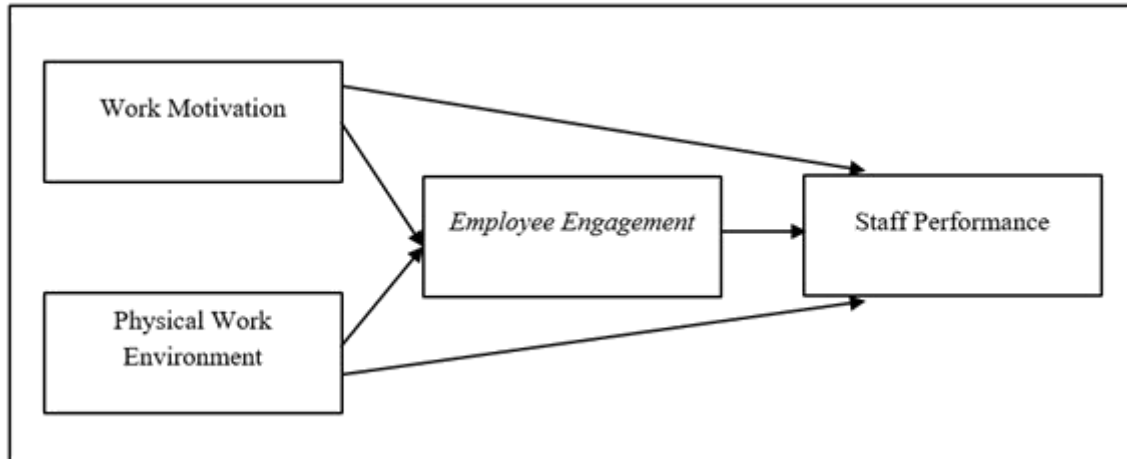 Work Motivation
Employee Engagement
Staff Performance
Physical Work
Environment